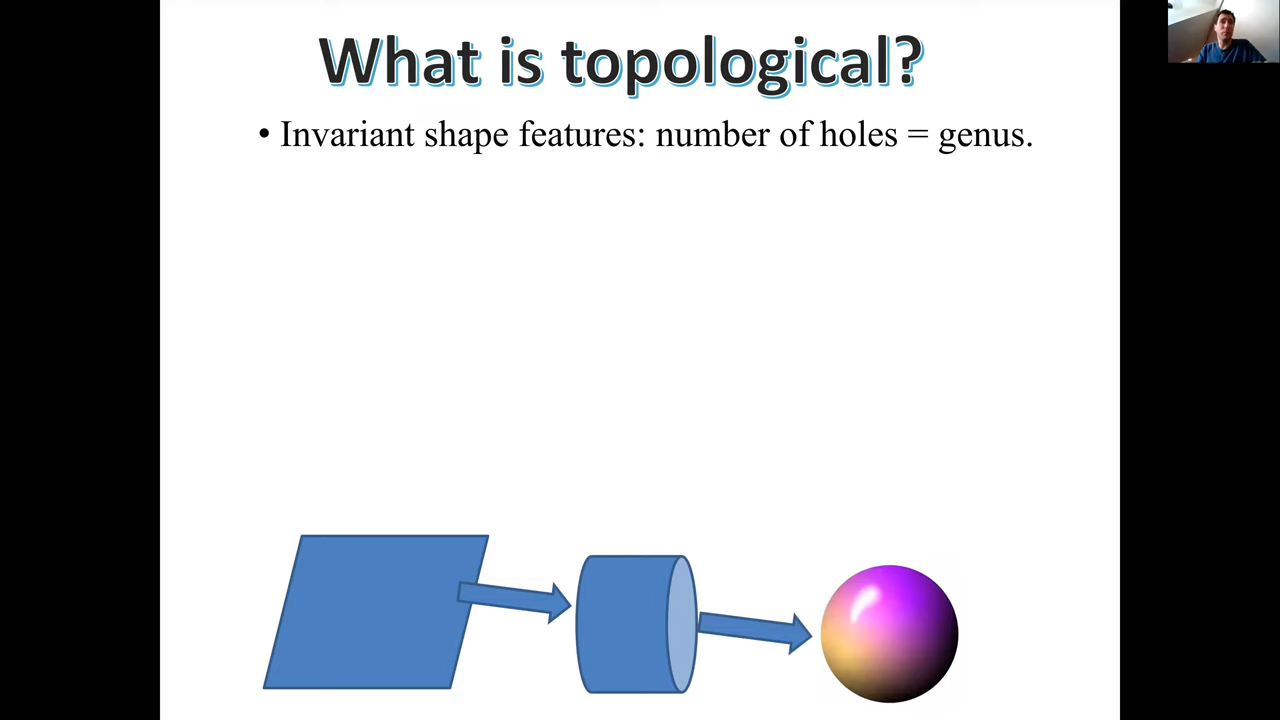 What is topological?
• Invariant shape features: number of holes = genus.